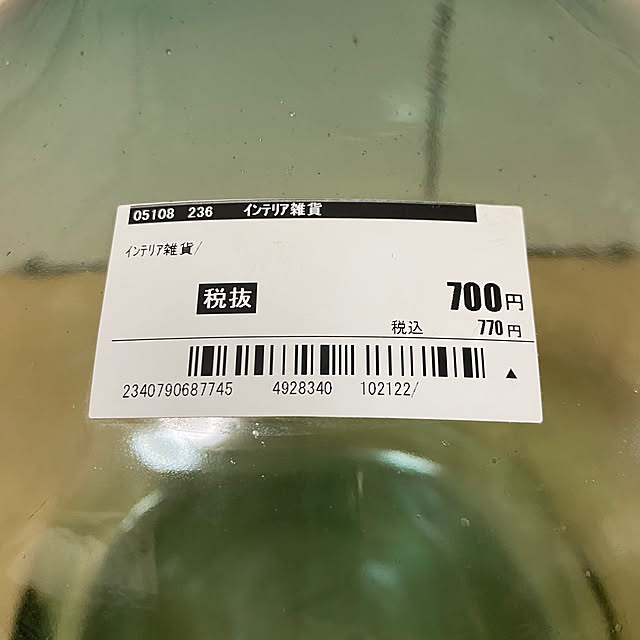 05108 236 インテリア雑貨
インテリア雑貨/
税抜 700円
税込 770円
▲
2340790687745 4928340 102122/